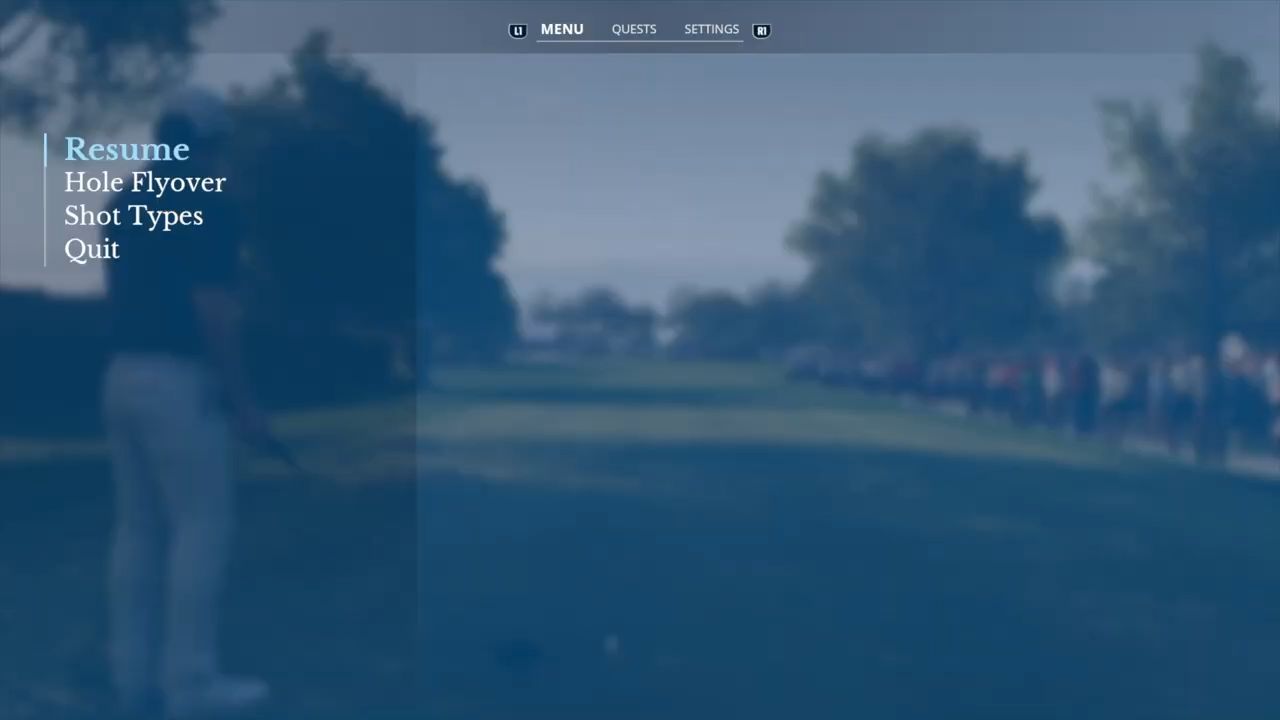 L1 MENU QUESTS SETTINGS R1
Resume
Hole Flyover
Shot Types
Quit